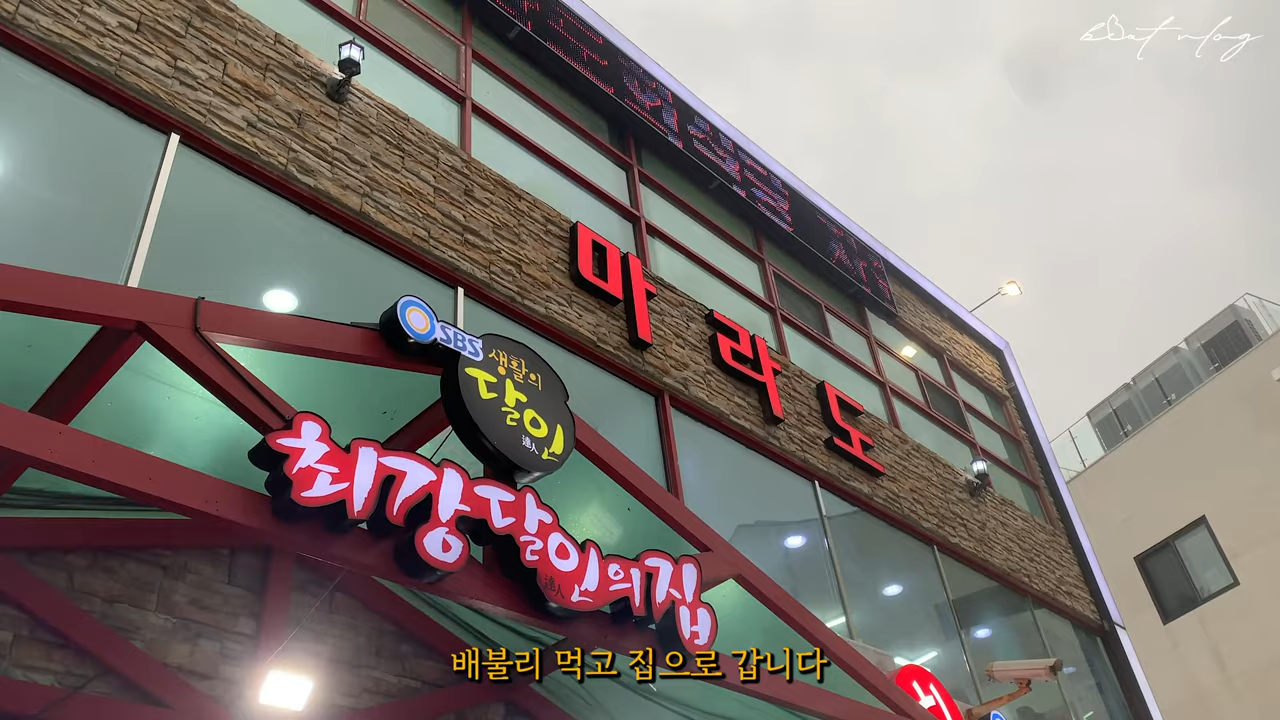 마라도
SBS
생활의
달인
達人
최강달인의집
達人
배불리 먹고 집으로 갑니다